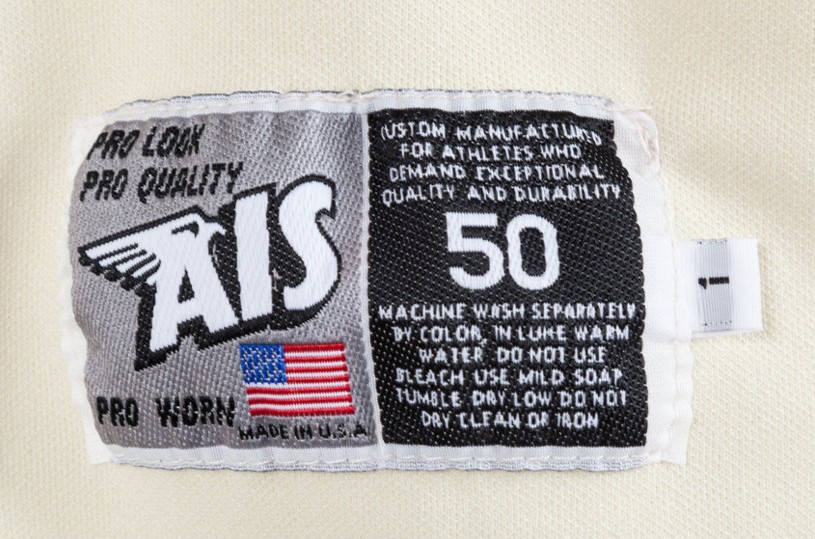 PRO LOOK
PRO QUALITY
AIS
PRO WORN
MADE IN U.S.A
CUSTOM MANUFACTURED
FOR ATHLETES WHO
DEMAND EXCEPTIONAL
QUALITY AND DURABILITY
50
MACHINE WASH SEPARATELY
BY COLOR, IN LUKE WARM
WATER, DO NOT USE
BLEACH USE MILD SOAP
TUMBLE DRY LOW DO NOT
DRY CLEAN OR IRON
1